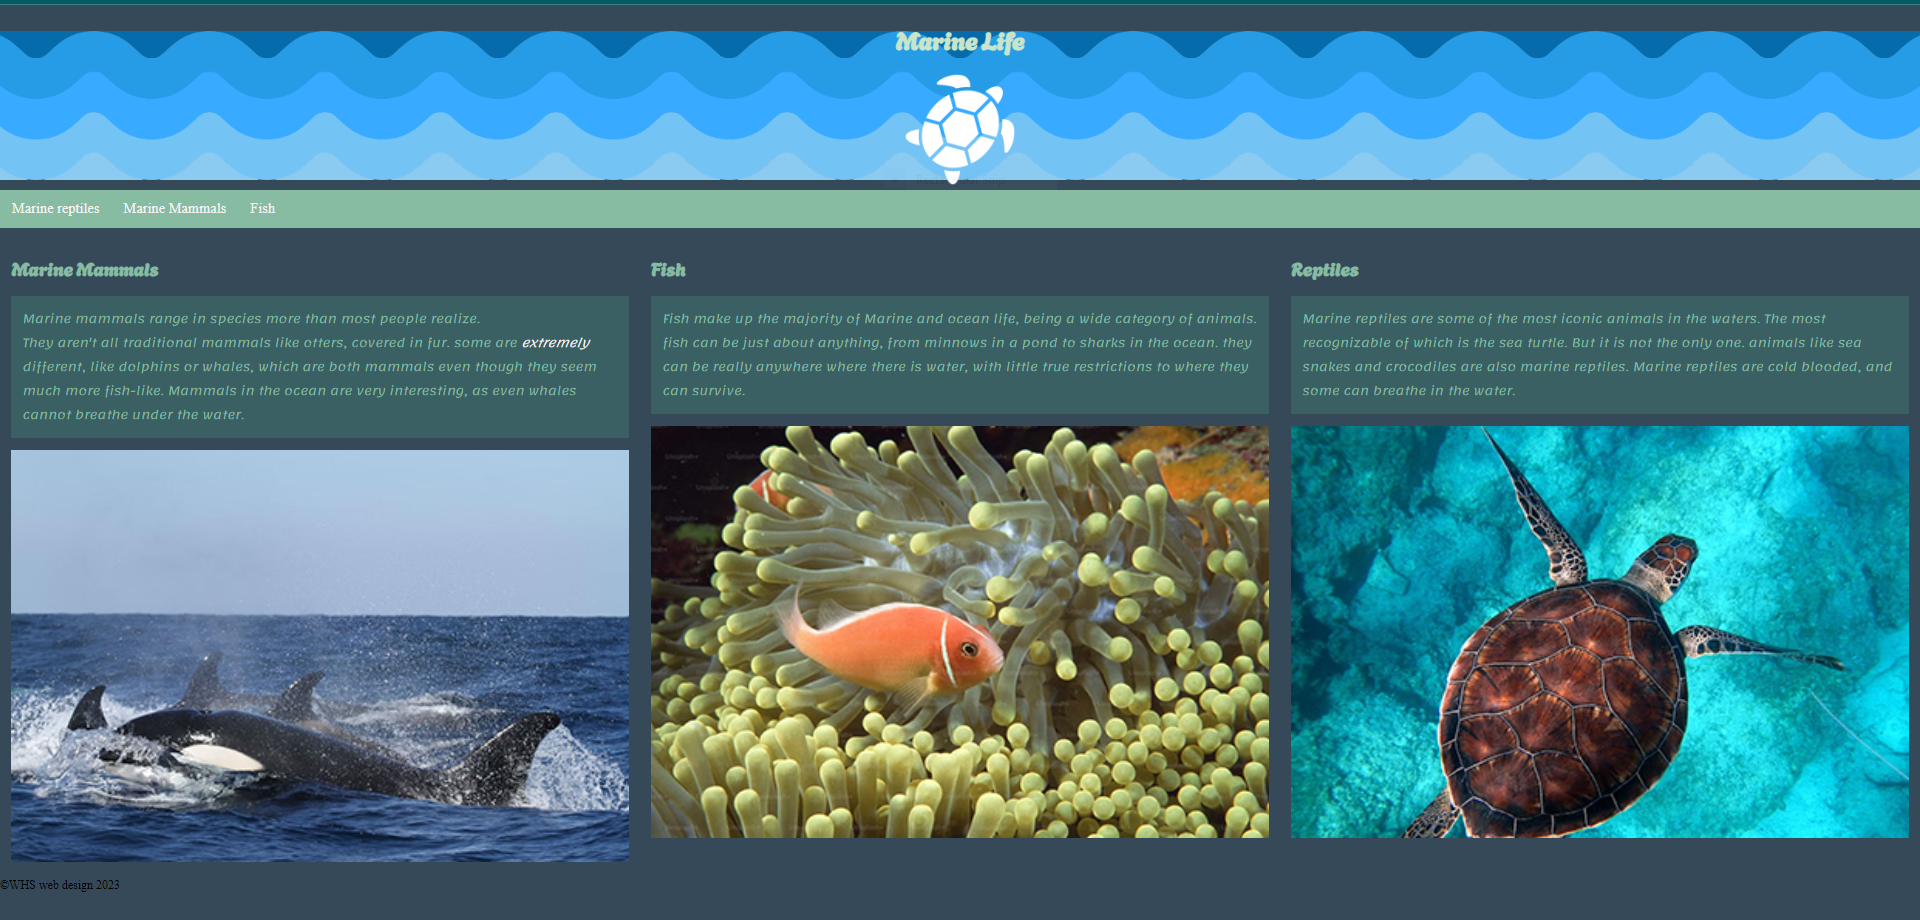 Marine Life
Marine reptiles Marine Mammals Fish
Marine Mammals
Marine mammals range in species more than most people realize.
They aren't all traditional mammals like otters, covered in fur. some are extremely
different, like dolphins or whales, which are both mammals even though they seem
much more fish-like. Mammals in the ocean are very interesting, as even whales
cannot breathe under the water.
Fish
Fish make up the majority of Marine and ocean life, being a wide category of animals.
fish can be just about anything, from minnows in a pond to sharks in the ocean. they
can be really anywhere where there is water, with little true restrictions to where they
can survive.
Reptiles
Marine reptiles are some of the most iconic animals in the waters. The most
recognizable of which is the sea turtle. But it is not the only one. animals like sea
snakes and crocodiles are also marine reptiles. Marine reptiles are cold blooded, and
some can breathe in the water.
©WHS web design 2023